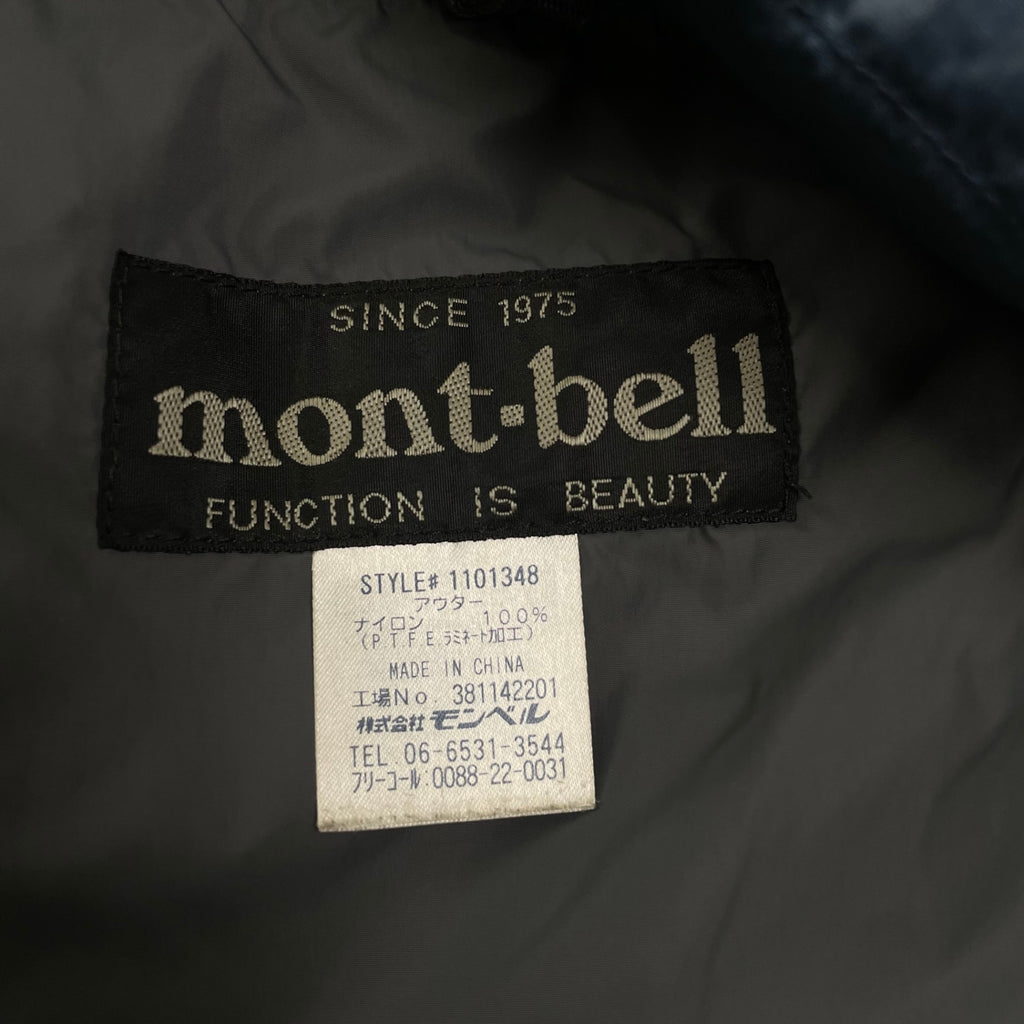 SINCE 1975
mont-bell
FUNCTION IS BEAUTY
STYLE# 1101348
アウター
ナイロン 100%
(P.T.F.E.ラミネート加工)
MADE IN CHINA
工場No. 381142201
株式会社 モンベル
TEL 06-6531-3544
フリーコール:0088-22-0031